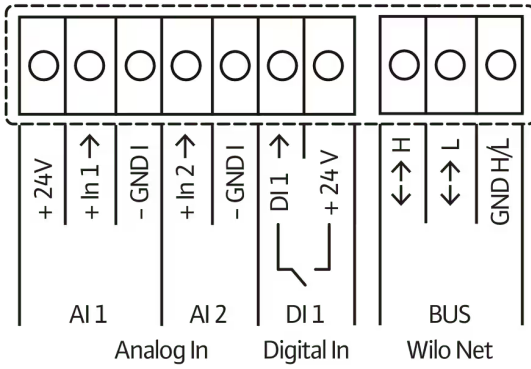 + 24V
+ In 1 →
- GND I
+ In 2 →
- GND I
DI 1 →
+ 24 V
H
L
GND H/L
AI 1 AI 2 DI 1 BUS
Analog In Digital In Wilo Net